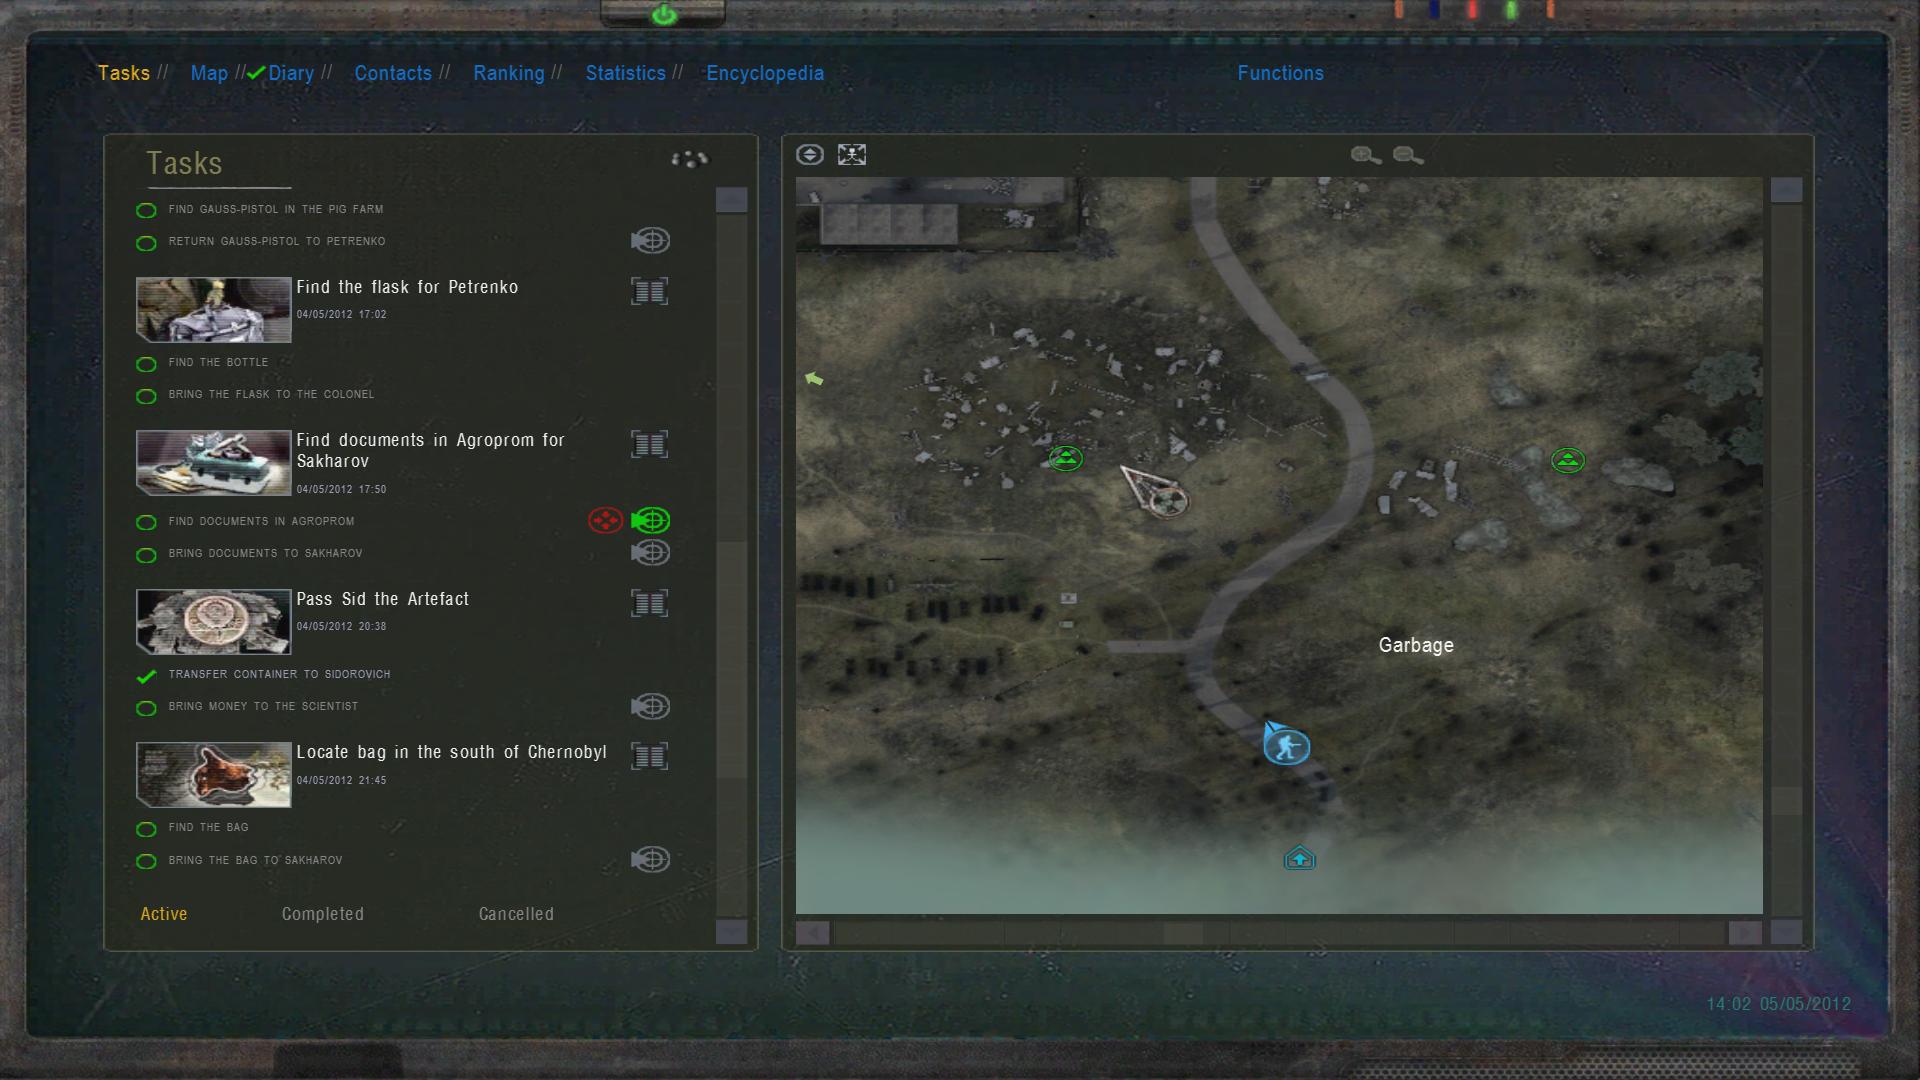 Tasks // Map // Diary // Contacts // Ranking // Statistics // Encyclopedia
Functions
Tasks
FIND GAUSS-PISTOL IN THE PIG FARM
RETURN GAUSS-PISTOL TO PETRENKO
Find the flask for Petrenko
04/05/2012 17:02
FIND THE BOTTLE
BRING THE FLASK TO THE COLONEL
Find documents in Agroprom for
Sakharov
04/05/2012 17:50
FIND DOCUMENTS IN AGROPROM
BRING DOCUMENTS TO SAKHAROV
Pass Sid the Artefact
04/05/2012 20:38
TRANSFER CONTAINER TO SIDOROVICH
BRING MONEY TO THE SCIENTIST
Locate bag in the south of Chernobyl
04/05/2012 21:45
FIND THE BAG
BRING THE BAG TO SAKHAROV
Active
Completed
Cancelled
Garbage
14:02 05/05/2012